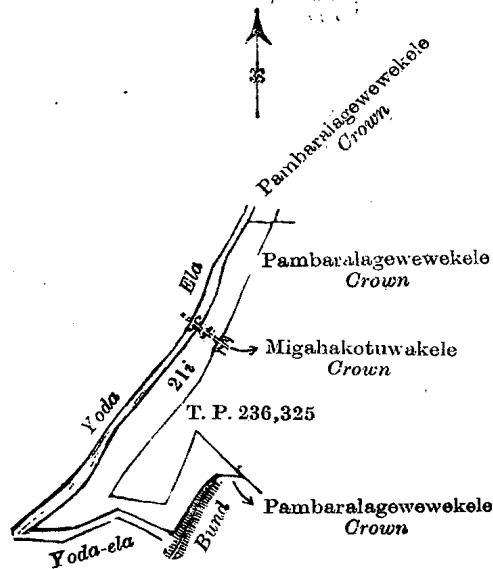 Pambaralagewewekele
Crown
Pambaralagewewekele
Crown
Ela
Migahakotuwakele
Crown
21i
Yoda
T. P. 236,325
Pambaralagewewekele
Crown
Bund
Yoda-ela